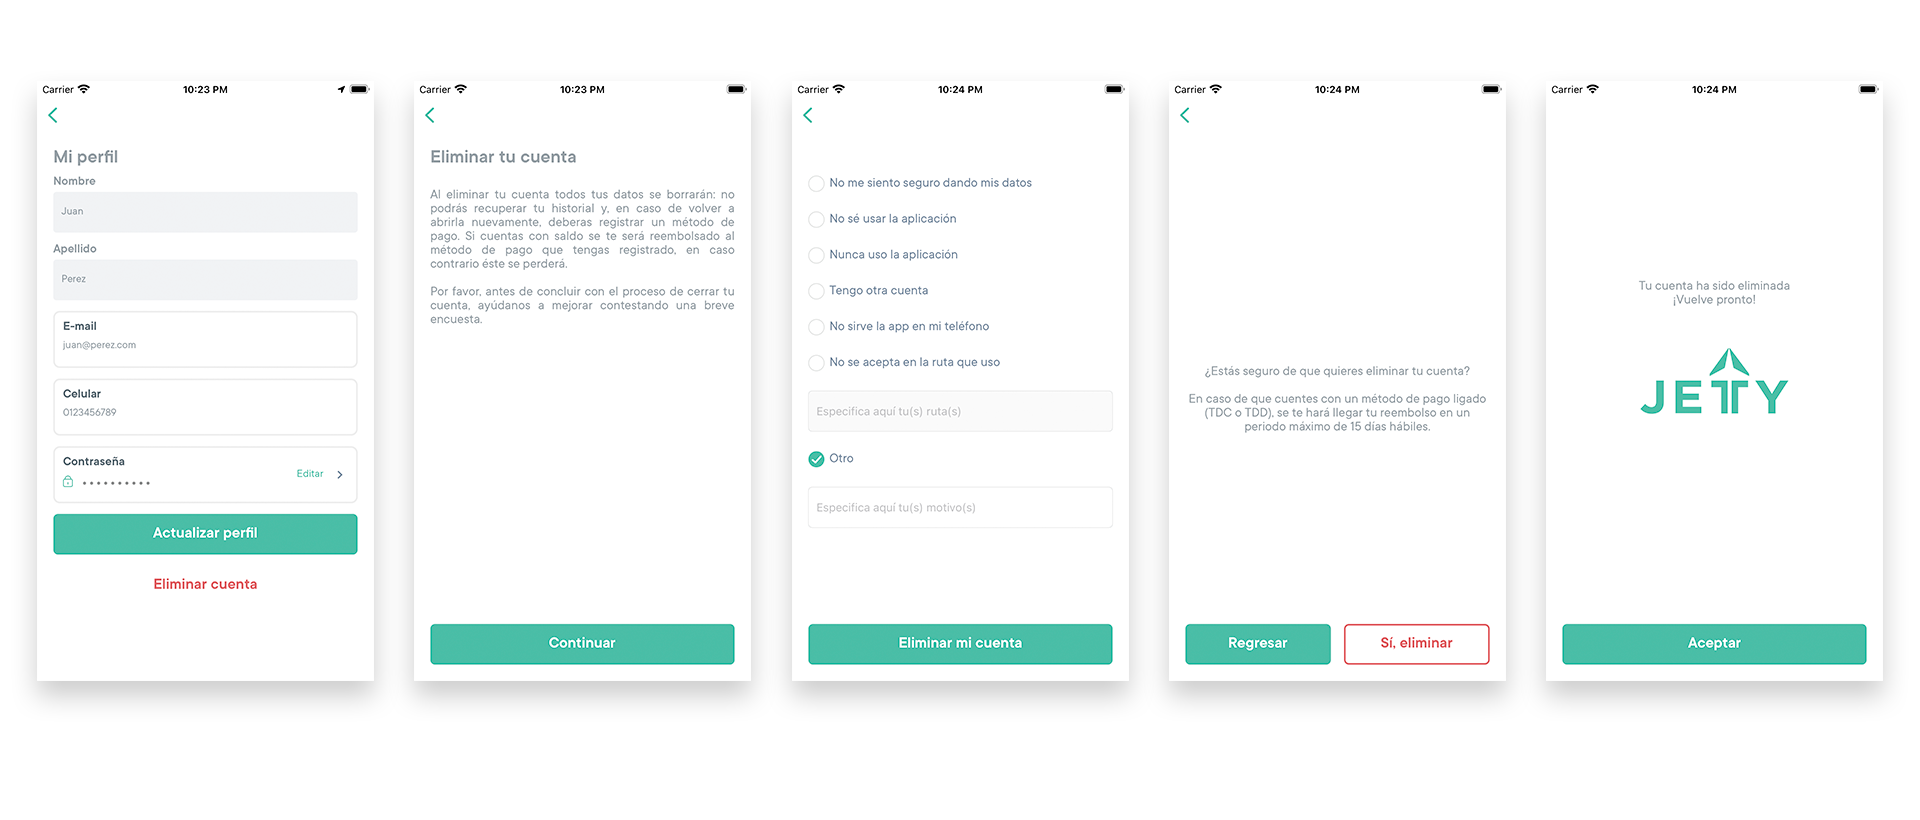 Carrier 10:23 PM
Mi perfil
Nombre
Juan
Apellido
Perez
E-mail
juan@perez.com
Celular
0123456789
Contraseña
••••••••••
Editar
Actualizar perfil
Eliminar cuenta
Carrier 10:23 PM
Eliminar tu cuenta
Al eliminar tu cuenta todos tus datos se borrarán: no
podrás recuperar tu historial y, en caso de volver a
abrirla nuevamente, deberas registrar un método de
pago. Si cuentas con saldo se te será reembolsado al
método de pago que tengas registrado, en caso
contrario éste se perderá.
Por favor, antes de concluir con el proceso de cerrar tu
cuenta, ayúdanos a mejorar contestando una breve
encuesta.
Continuar
Carrier 10:24 PM
No me siento seguro dando mis datos
No sé usar la aplicación
Nunca uso la aplicación
Tengo otra cuenta
No sirve la app en mi teléfono
No se acepta en la ruta que uso
Especifica aquí tu(s) ruta(s)
Otro
Especifica aquí tu(s) motivo(s)
Eliminar mi cuenta
Carrier 10:24 PM
¿Estás seguro de que quieres eliminar tu cuenta?
En caso de que cuentes con un método de pago ligado
(TDC o TDD), se te hará llegar tu reembolso en un
periodo máximo de 15 días hábiles.
Regresar
Sí, eliminar
Carrier 10:24 PM
Tu cuenta ha sido eliminada
¡Vuelve pronto!
JETTY
Aceptar